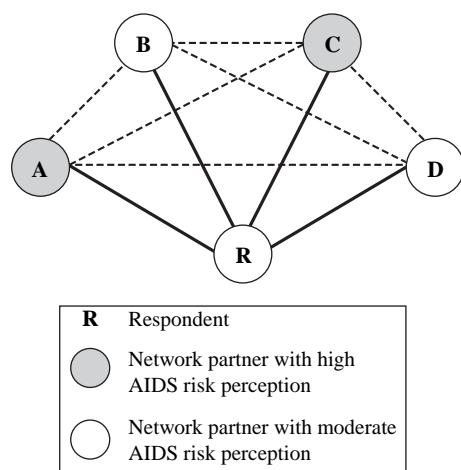 B
C
A
D
R
R Respondent
Network partner with high
AIDS risk perception
Network partner with moderate
AIDS risk perception